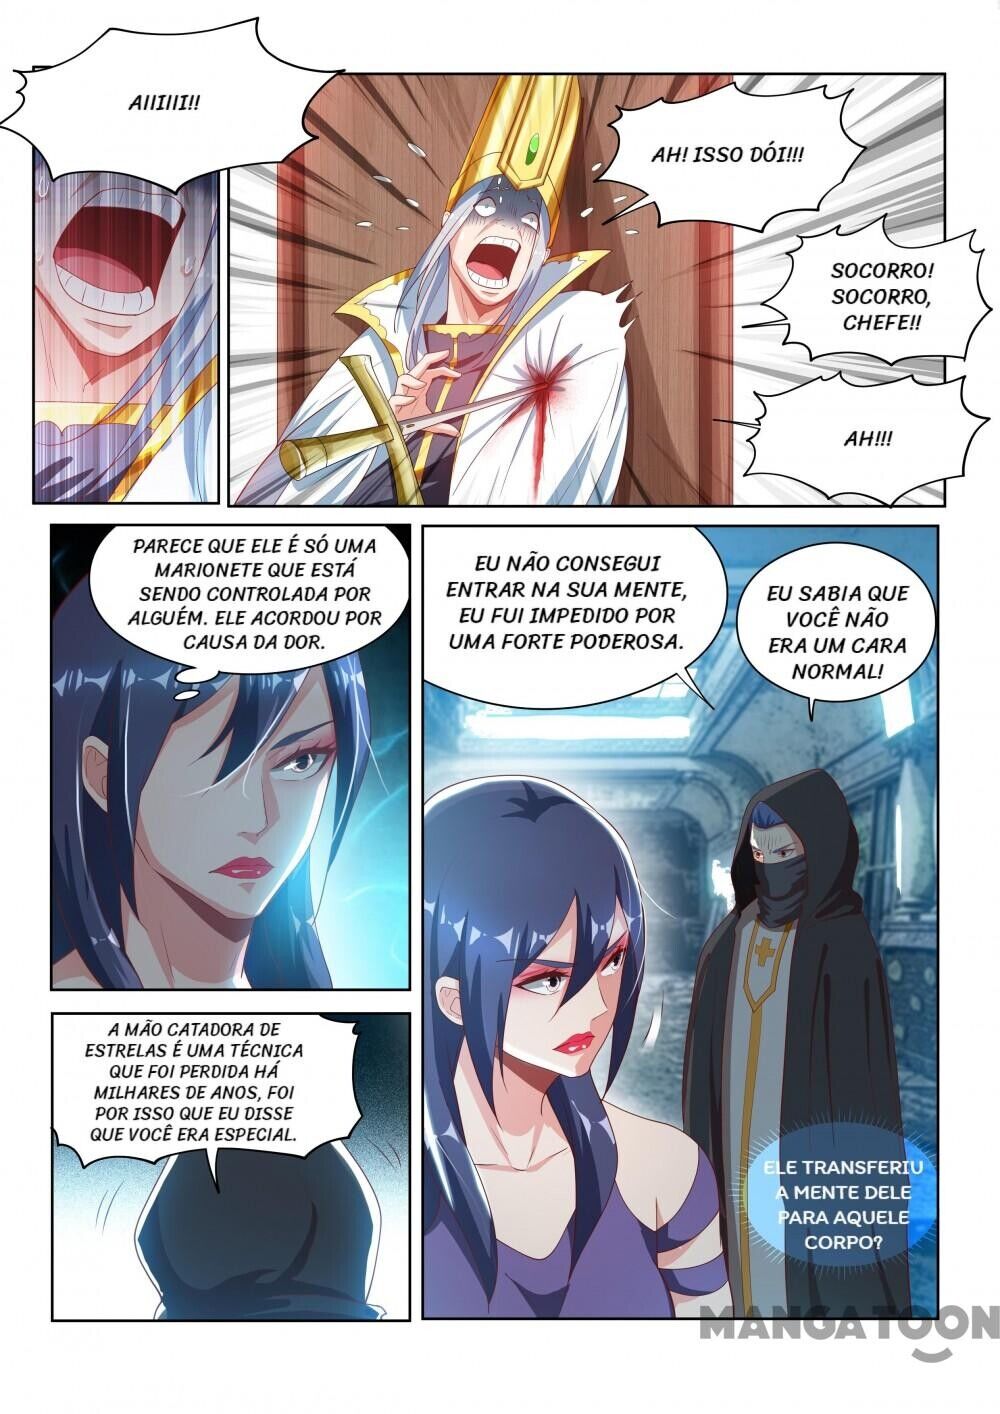 AIIIIII!!
AH! ISSO DÓI!!!
SOCORRO!
SOCORRO,
CHEFE!!
AH!!!
PARECE QUE ELE É SÓ UMA
MARIONETE QUE ESTÁ
SENDO CONTROLADA POR
ALGUÉM. ELE ACORDOU POR
CAUSA DA DOR.
EU NÃO CONSEGUI
ENTRAR NA SUA MENTE,
EU FUI IMPEDIDO POR
UMA FORTE PODEROSA.
EU SABIA QUE
VOCÊ NÃO
ERA UM CARA
NORMAL!
A MÃO CATADORA DE
ESTRELAS É UMA TÉCNICA
QUE FOI PERDIDA HÁ
MILHARES DE ANOS, FOI
POR ISSO QUE EU DISSE
QUE VOCÊ ERA ESPECIAL.
ELE TRANSFERIU
A MENTE DELE
PARA AQUELE
CORPO?
MANGATOON